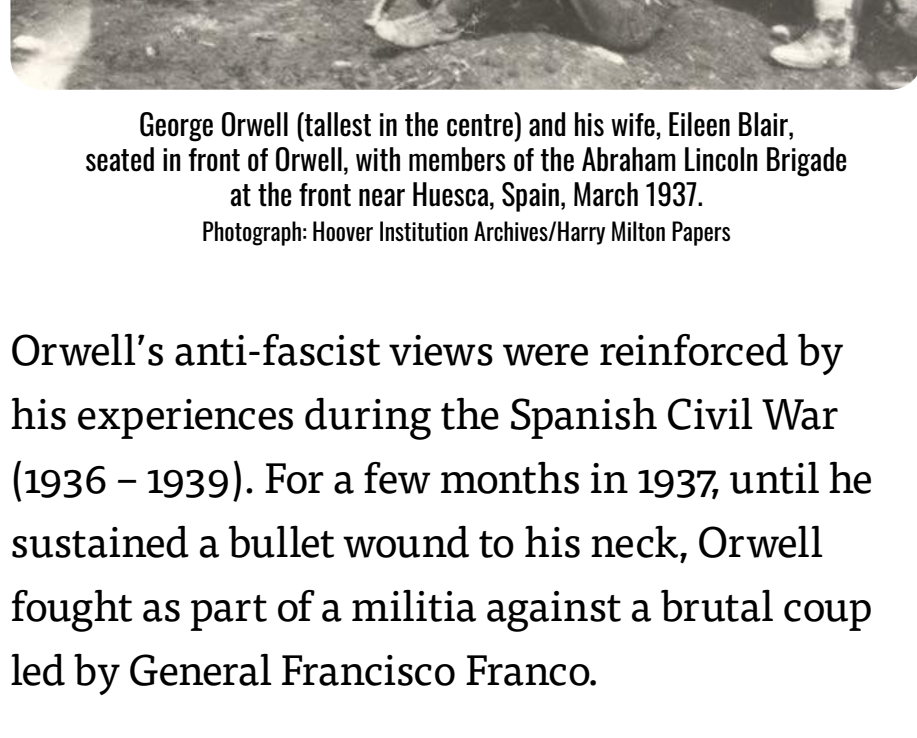 George Orwell (tallest in the centre) and his wife, Eileen Blair,
seated in front of Orwell, with members of the Abraham Lincoln Brigade
at the front near Huesca, Spain, March 1937.
Photograph: Hoover Institution Archives/Harry Milton Papers
Orwell’s anti-fascist views were reinforced by
his experiences during the Spanish Civil War
(1936 – 1939). For a few months in 1937, until he
sustained a bullet wound to his neck, Orwell
fought as part of a militia against a brutal coup
led by General Francisco Franco.